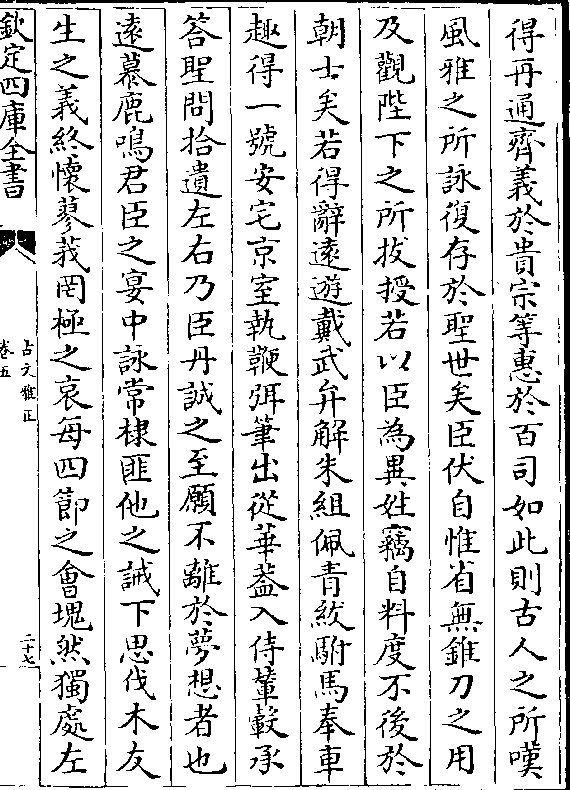 得再通齊義於貴宗等惠於百司如此則古人之所嘆
風雅之所詠復存於聖世矣臣伏自惟省無錐刀之用
及觀陛下之所拔授若以臣為異姓竊自料度不後於
朝士矣若得辭遠遊戴武弁解朱組佩青紱駙馬奉車
趣得一號安宅京室執鞭弭筆出從華葢入侍輦轂承
答聖問拾遺左右乃臣丹誠之至願不離於夢想者也
遠慕鹿鳴君臣之宴中詠常棣匪他之誡下思伐木友
生之義終懷蓼莪罔極之哀每四節之會塊然獨處左
欽定四庫全書
古文雅正
卷五
二十七